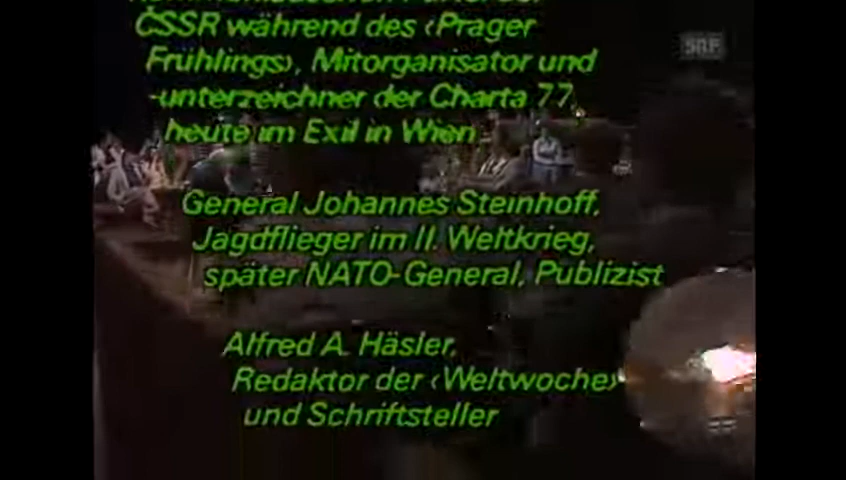 ČSSR während des ‹Prager
Frühlings›, Mitorganisator und
-unterzeichner der Charta 77,
heute im Exil in Wien
General Johannes Steinhoff,
Jagdflieger im II. Weltkrieg,
später NATO-General, Publizist
Alfred A. Häsler,
Redaktor der ‹Weltwoche›
und Schriftsteller
SRF